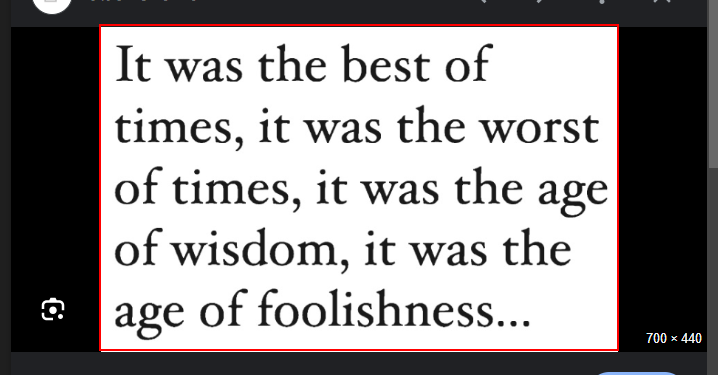 It was the best of
times, it was the worst
of times, it was the age
of wisdom, it was the
age of foolishness...
700 × 440